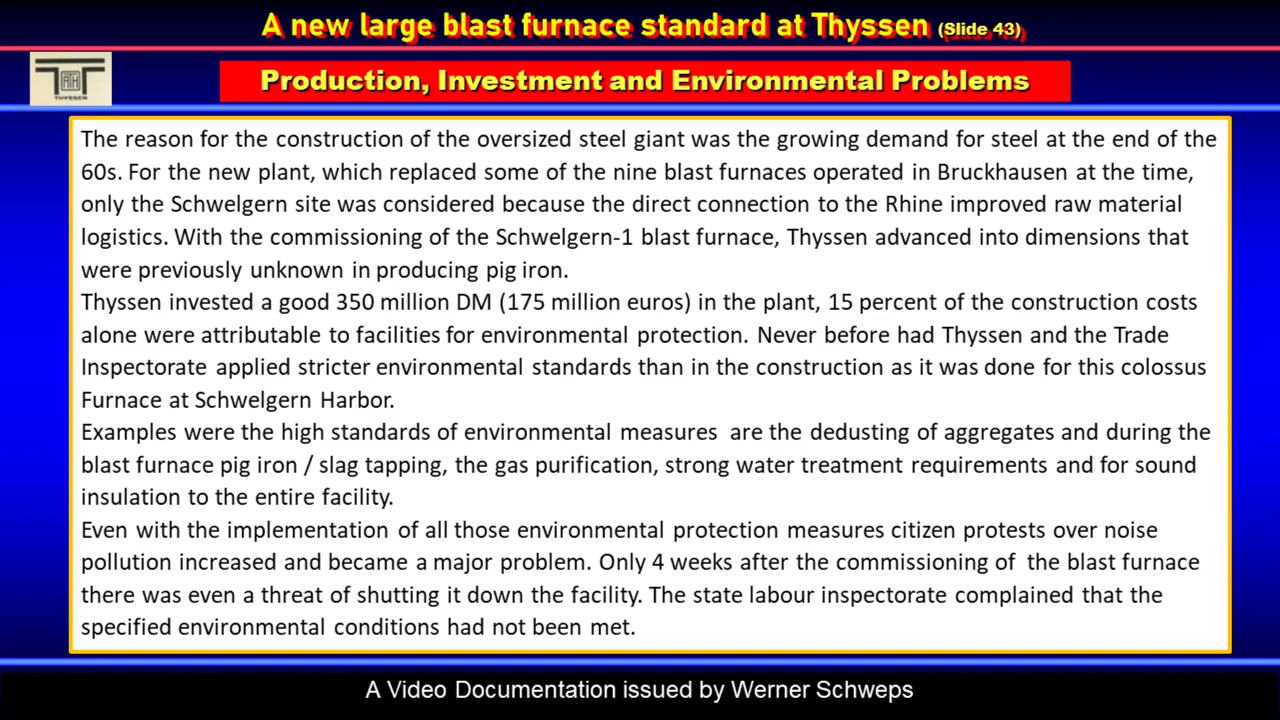 A new large blast furnace standard at Thyssen (Slide 43)
THYSSEN
Production, Investment and Environmental Problems
The reason for the construction of the oversized steel giant was the growing demand for steel at the end of the
60s. For the new plant, which replaced some of the nine blast furnaces operated in Bruckhausen at the time,
only the Schwelgern site was considered because the direct connection to the Rhine improved raw material
logistics. With the commissioning of the Schwelgern-1 blast furnace, Thyssen advanced into dimensions that
were previously unknown in producing pig iron.
Thyssen invested a good 350 million DM (175 million euros) in the plant, 15 percent of the construction costs
alone were attributable to facilities for environmental protection. Never before had Thyssen and the Trade
Inspectorate applied stricter environmental standards than in the construction as it was done for this colossus
Furnace at Schwelgern Harbor.
Examples were the high standards of environmental measures  are the dedusting of aggregates and during the
blast furnace pig iron / slag tapping, the gas purification, strong water treatment requirements and for sound
insulation to the entire facility.
Even with the implementation of all those environmental protection measures citizen protests over noise
pollution increased and became a major problem. Only 4 weeks after the commissioning of  the blast furnace
there was even a threat of shutting it down the facility. The state labour inspectorate complained that the
specified environmental conditions had not been met.
A Video Documentation issued by Werner Schweps